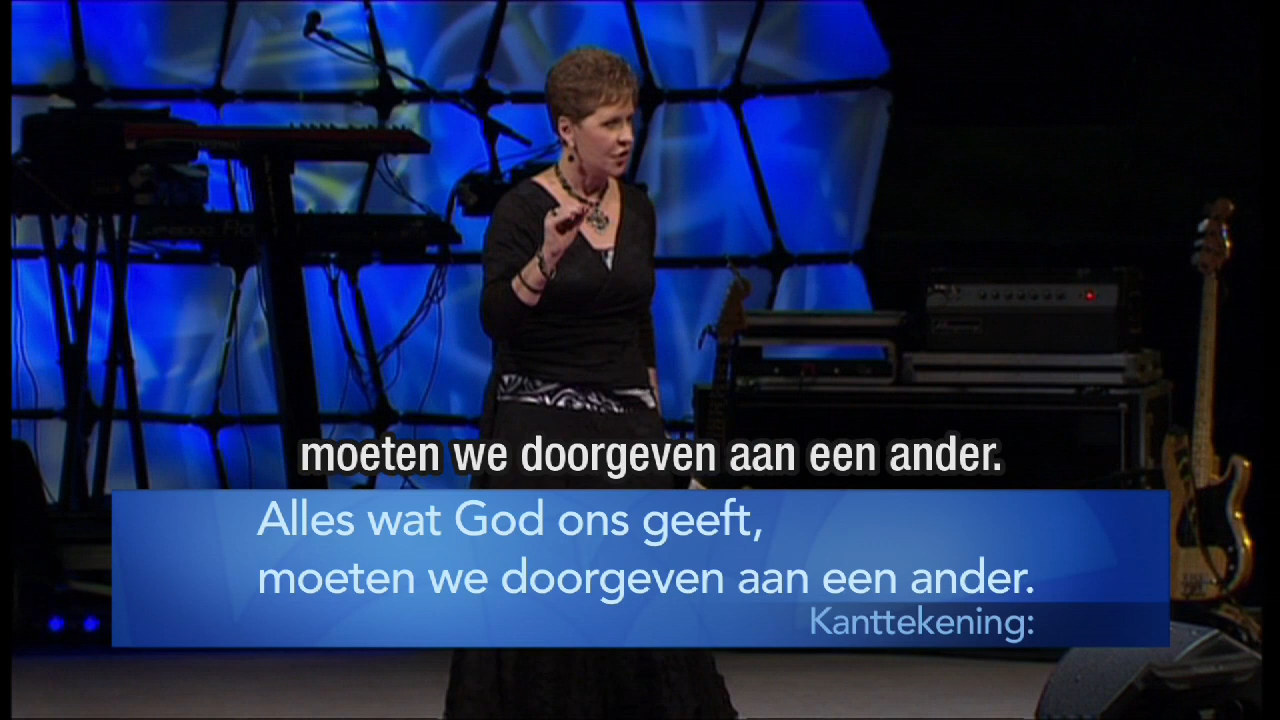 moeten we doorgeven aan een ander.
Alles wat God ons geeft,
moeten we doorgeven aan een ander.
Kanttekening: